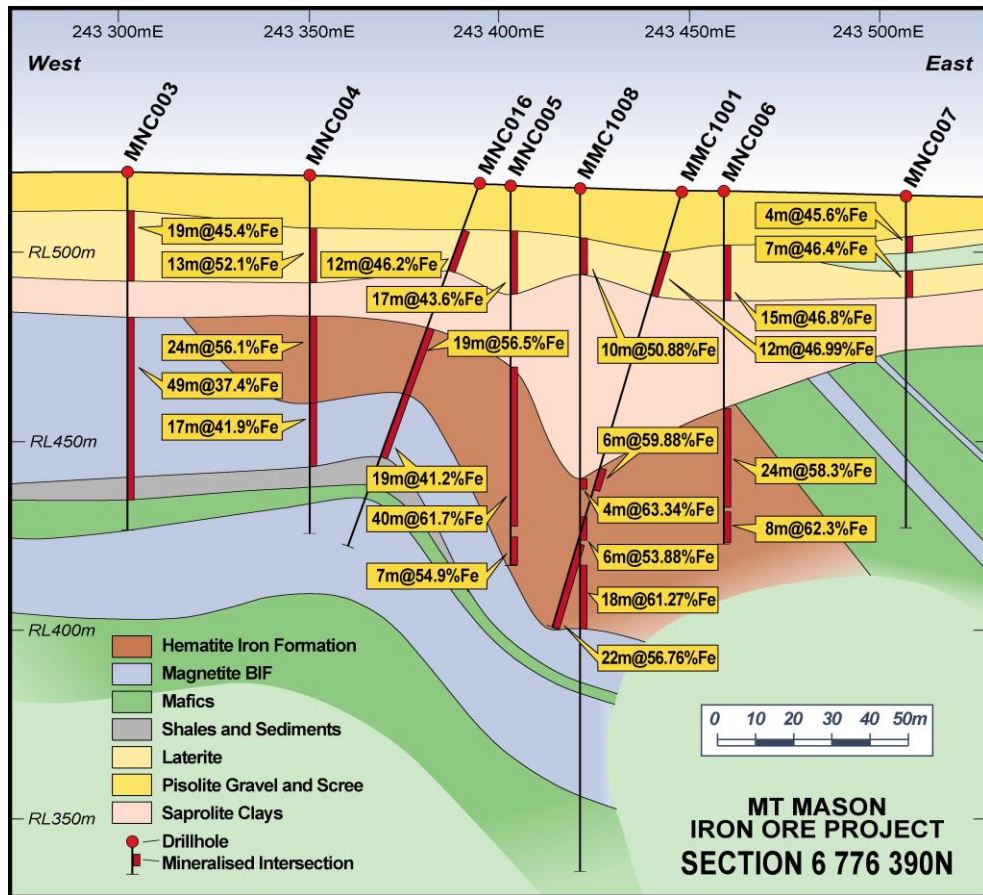 243 300mE
243 350mE
243 400mE
243 450mE
243 500mE
West
East
MNC003
MNC004
MNC016
MNC005
MMC1008
MMC1001
MNC006
MNC007
RL500m
RL450m
RL400m
RL350m
19m@45.4%Fe
13m@52.1%Fe
12m@46.2%Fe
17m@43.6%Fe
4m@45.6%Fe
7m@46.4%Fe
15m@46.8%Fe
12m@46.99%Fe
10m@50.88%Fe
19m@56.5%Fe
24m@56.1%Fe
49m@37.4%Fe
17m@41.9%Fe
19m@41.2%Fe
40m@61.7%Fe
7m@54.9%Fe
6m@59.88%Fe
4m@63.34%Fe
6m@53.88%Fe
18m@61.27%Fe
22m@56.76%Fe
24m@58.3%Fe
8m@62.3%Fe
Hematite Iron Formation
Magnetite BIF
Mafics
Shales and Sediments
Laterite
Pisolite Gravel and Scree
Saprolite Clays
Drillhole
Mineralised Intersection
0 10 20 30 40 50m
MT MASON
IRON ORE PROJECT
SECTION 6 776 390N